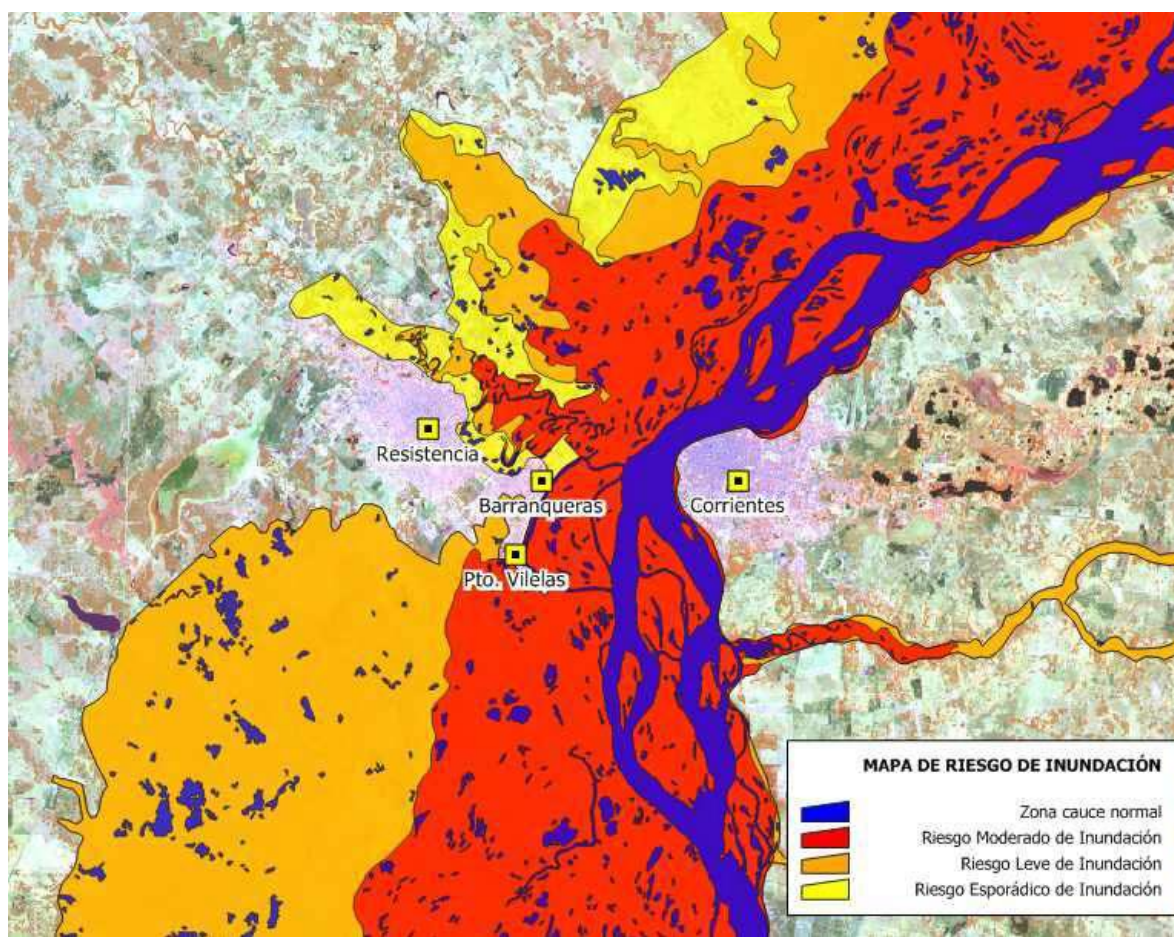 Resistencia
Barranqueras
Corrientes
Pto. Vilelas
MAPA DE RIESGO DE INUNDACIÓN
Zona cauce normal
Riesgo Moderado de Inundación
Riesgo Leve de Inundación
Riesgo Esporádico de Inundación